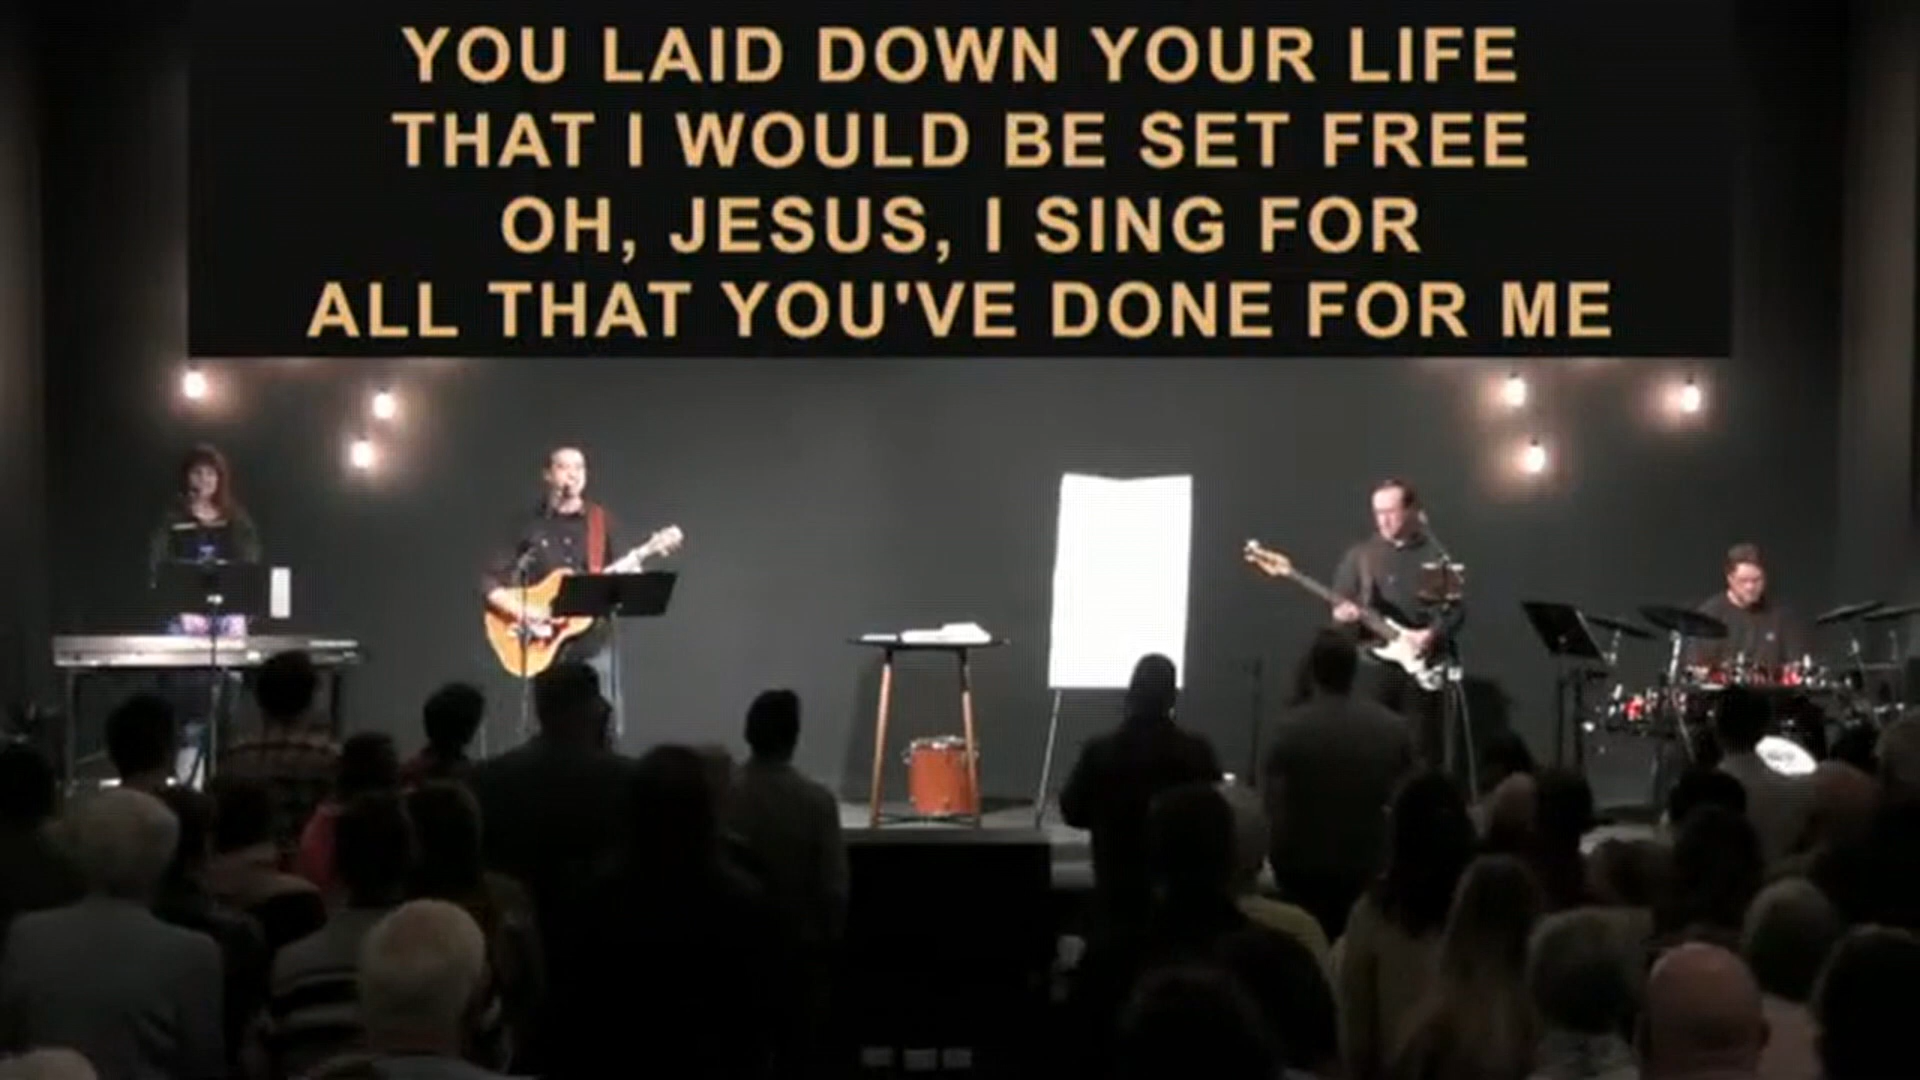 YOU LAID DOWN YOUR LIFE
THAT I WOULD BE SET FREE
OH, JESUS, I SING FOR
ALL THAT YOU'VE DONE FOR ME